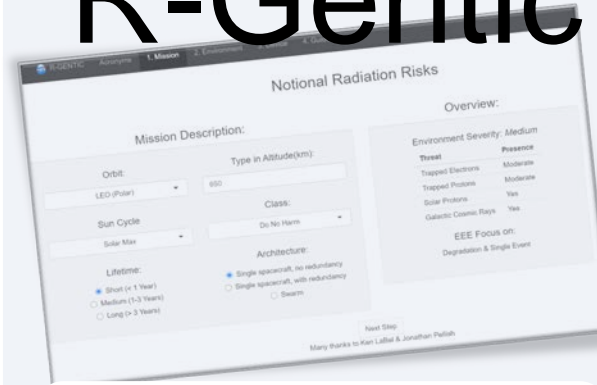 R-Gentic
R-GENTIC Acronyms 1. Mission 2. Environment
Notional Radiation Risks
Mission Description:
Orbit:
LEO (Polar)
Type in Altitude(km):
650
Sun Cycle
Solar Max
Class:
Do No Harm
Lifetime:
Short (< 1 Year)
Medium (1-3 Years)
Long (> 3 Years)
Architecture:
Single spacecraft, no redundancy
Single spacecraft, with redundancy
Swarm
Overview:
Environment Severity: Medium
Threat Presence
Trapped Electrons Moderate
Trapped Protons Moderate
Solar Protons Yes
Galactic Cosmic Rays Yes
EEE Focus on:
Degradation & Single Event
Next Step
Many thanks to Ken LaBel & Jonathan Pellish